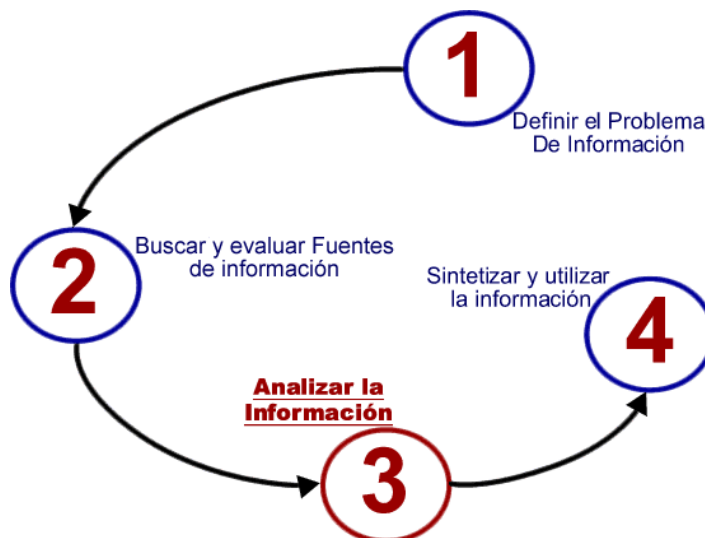 1
Definir el Problema
De Información
2
Buscar y evaluar Fuentes
de información
Analizar la
Información
3
Sintetizar y utilizar
la información
4